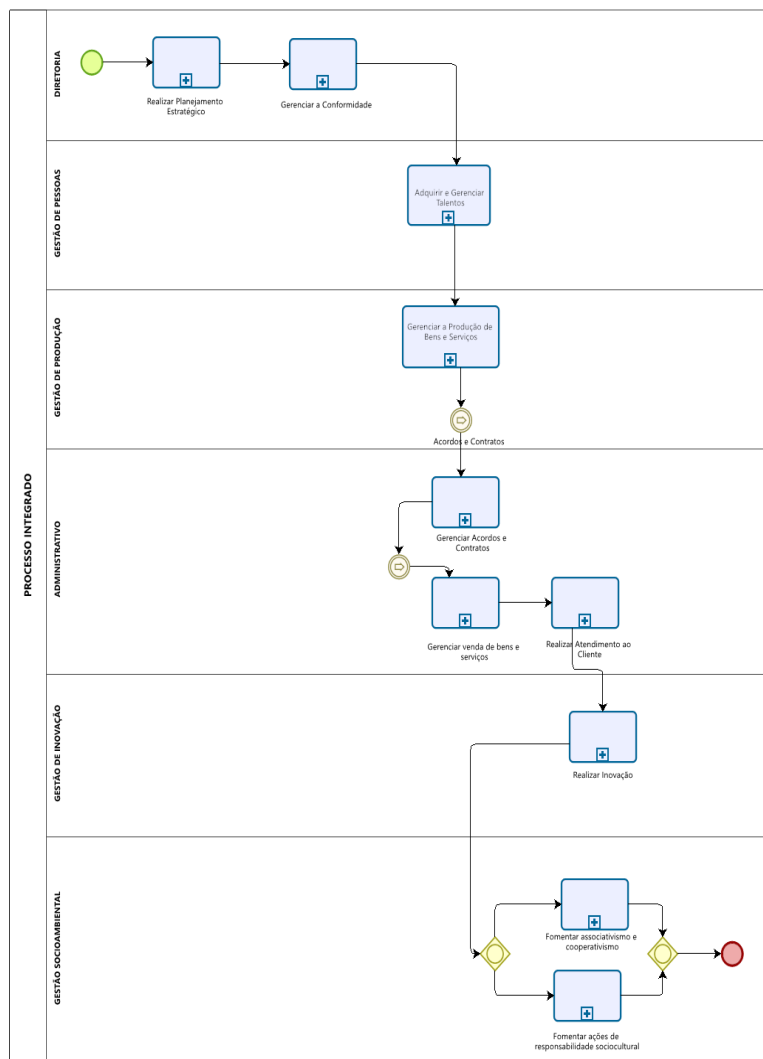 PROCESSO INTEGRADO
DIRETORIA
Realizar Planejamento
Estratégico
Gerenciar a Conformidade
GESTÃO DE PESSOAS
Adquirir e Gerenciar
Talentos
GESTÃO DE PRODUÇÃO
Gerenciar a Produção de
Bens e Serviços
Acordos e Contratos
ADMINISTRATIVO
Gerenciar Acordos e
Contratos
Gerenciar venda de bens e
serviços
Realizar Atendimento ao
Cliente
GESTÃO DE INOVAÇÃO
Realizar Inovação
GESTÃO SOCIOAMBIENTAL
Fomentar associativismo e
cooperativismo
Fomentar ações de
responsabilidade sociocultural